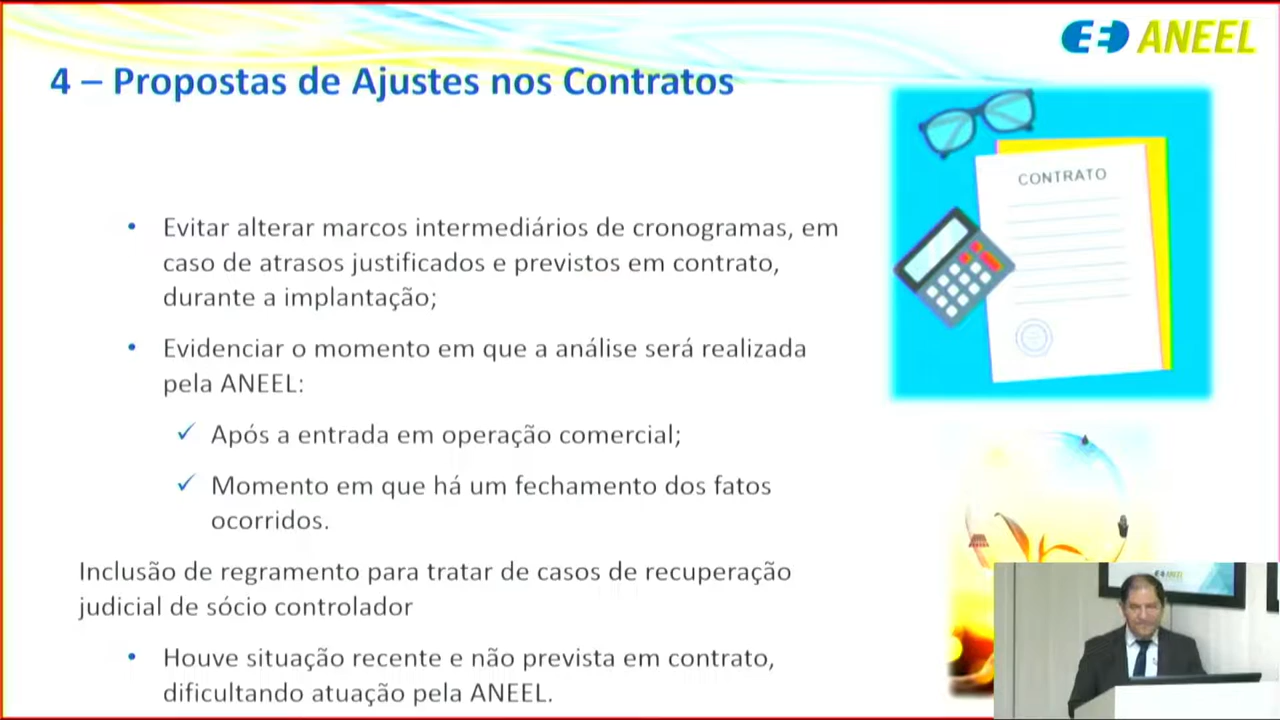 ANEEL
4 – Propostas de Ajustes nos Contratos
CONTRATO
• Evitar alterar marcos intermediários de cronogramas, em
caso de atrasos justificados e previstos em contrato,
durante a implantação;
• Evidenciar o momento em que a análise será realizada
pela ANEEL:
✓ Após a entrada em operação comercial;
✓ Momento em que há um fechamento dos fatos
ocorridos.
Inclusão de regramento para tratar de casos de recuperação
judicial de sócio controlador
• Houve situação recente e não prevista em contrato,
dificultando atuação pela ANEEL.
ANEEL